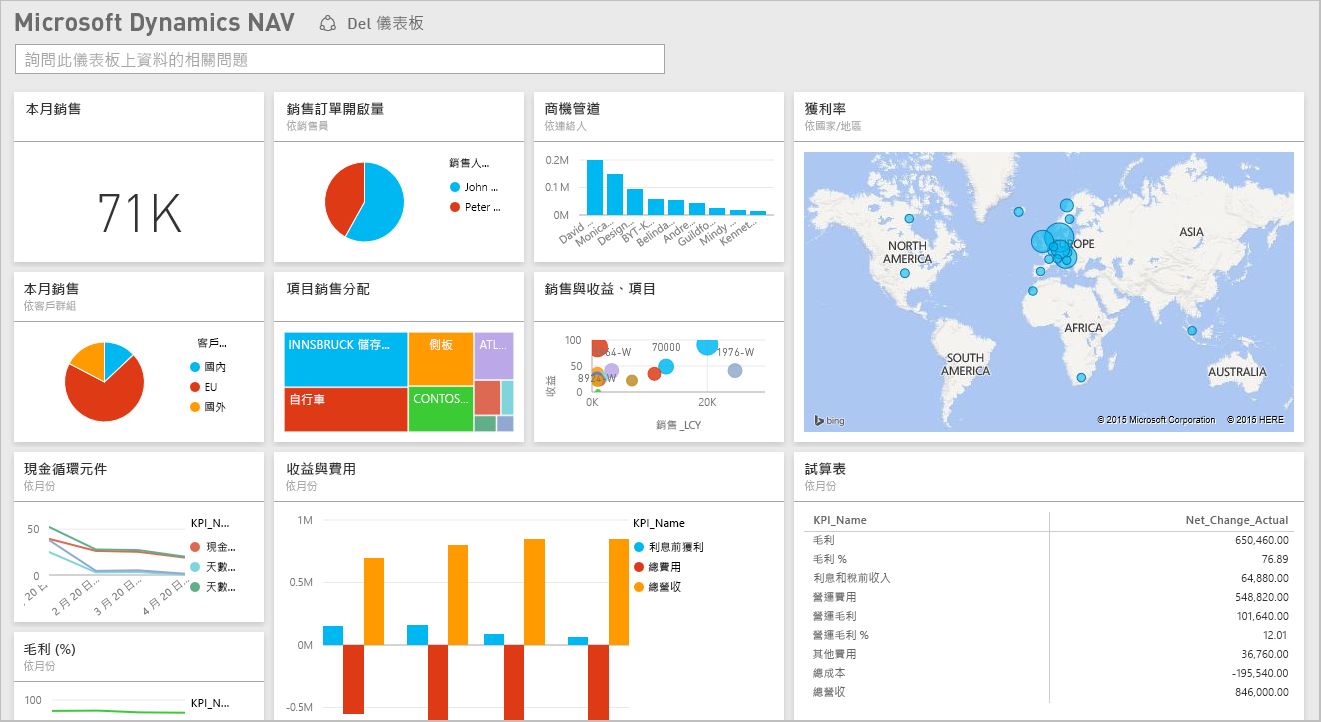 Microsoft Dynamics NAV
Del 儀表板
詢問此儀表板上資料的相關問題
本月銷售
71K
銷售訂單開啟量
依銷售員
銷售人...
John ...
Peter ...
商機管道
依連絡人
0.2M
0.1M
0M
David ...
Monica...
Design...
BYT-K...
Belinda...
Andre...
Guildfo...
Mindy ...
Kennet...
獲利率
依國家/地區
NORTH
AMERICA
ROPE
ASIA
AFRICA
SOUTH
AMERICA
AUSTRALIA
bing
© 2015 Microsoft Corporation
© 2015 HERE
本月銷售
依客戶群組
客戶...
國內
EU
國外
項目銷售分配
INNSBRUCK 儲存...
側板
ATL...
自行車
CONTOS...
銷售與收益、項目
100
50
0
收益
64-W
70000
1976-W
8924-W
0K
20K
銷售_LCY
現金循環元件
依月份
50
0
20 日...
2 月 20 日...
3 月 20 日...
4 月 20 日...
KPI_N...
現金...
天數...
天數...
收益與費用
依月份
1M
0.5M
0M
-0.5M
KPI_Name
利息前獲利
總費用
總營收
試算表
依月份
KPI_Name Net_Change_Actual
毛利 650,460.00
毛利 % 76.89
利息和稅前收入 64,880.00
營運費用 548,820.00
營運毛利 101,640.00
營運毛利 % 12.01
其他費用 36,760.00
總成本 -195,540.00
總營收 846,000.00
毛利 (%)
依月份
100
KPI_N...